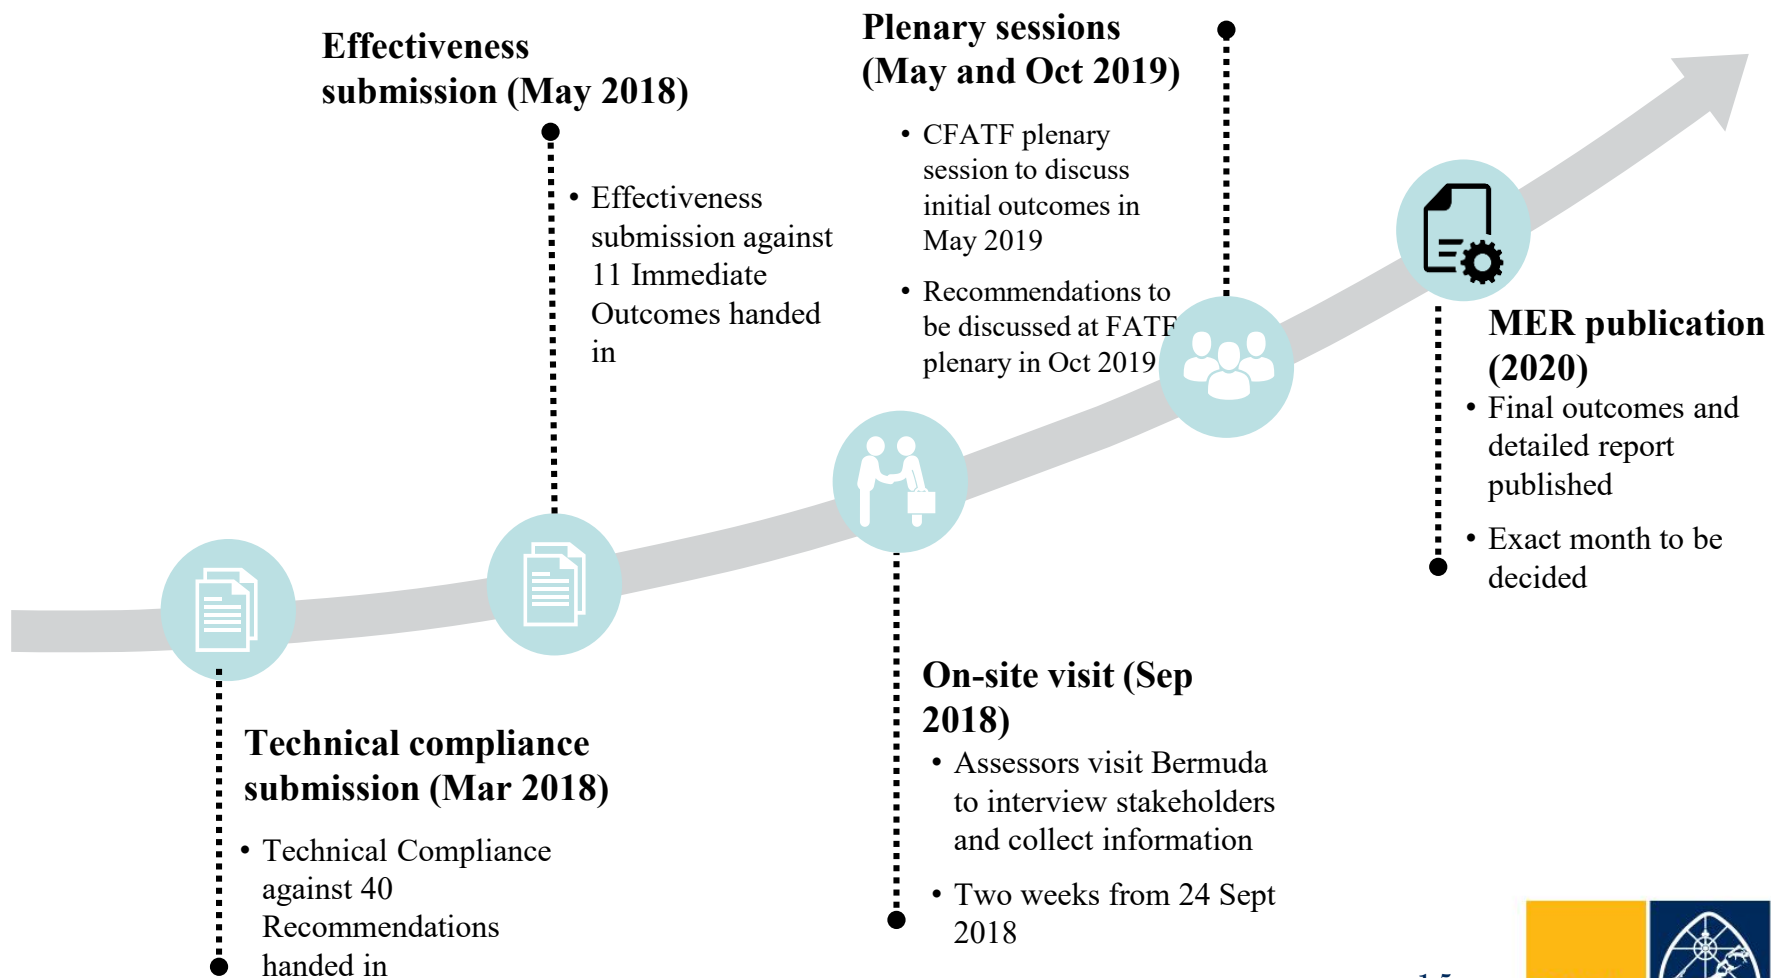 Effectiveness
submission (May 2018)
• Effectiveness
submission against
11 Immediate
Outcomes handed
in
Plenary sessions
(May and Oct 2019)
• CFATF plenary
session to discuss
initial outcomes in
May 2019
• Recommendations to
be discussed at FATF
plenary in Oct 2019
MER publication
(2020)
• Final outcomes and
detailed report
published
• Exact month to be
decided
Technical compliance
submission (Mar 2018)
• Technical Compliance
against 40
Recommendations
handed in
On-site visit (Sep
2018)
• Assessors visit Bermuda
to interview stakeholders
and collect information
• Two weeks from 24 Sept
2018
15